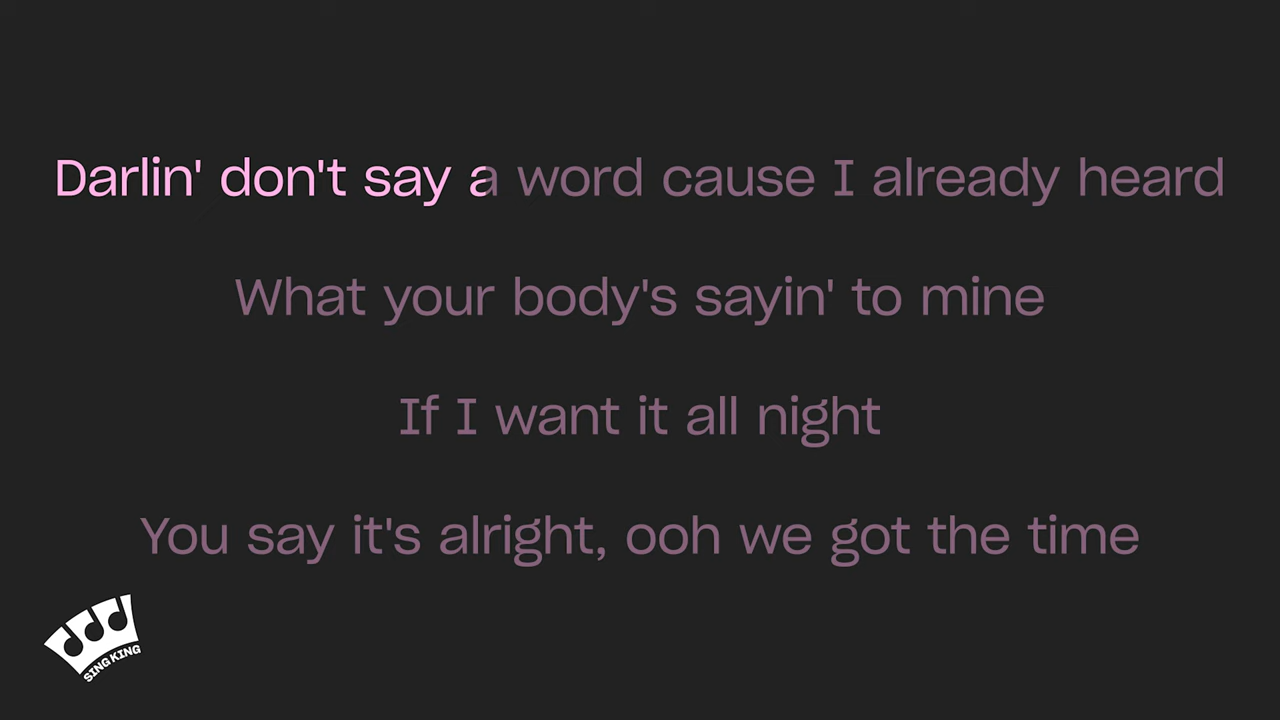 Darlin' don't say a word cause I already heard
What your body's sayin' to mine
If I want it all night
You say it's alright, ooh we got the time
SING KING